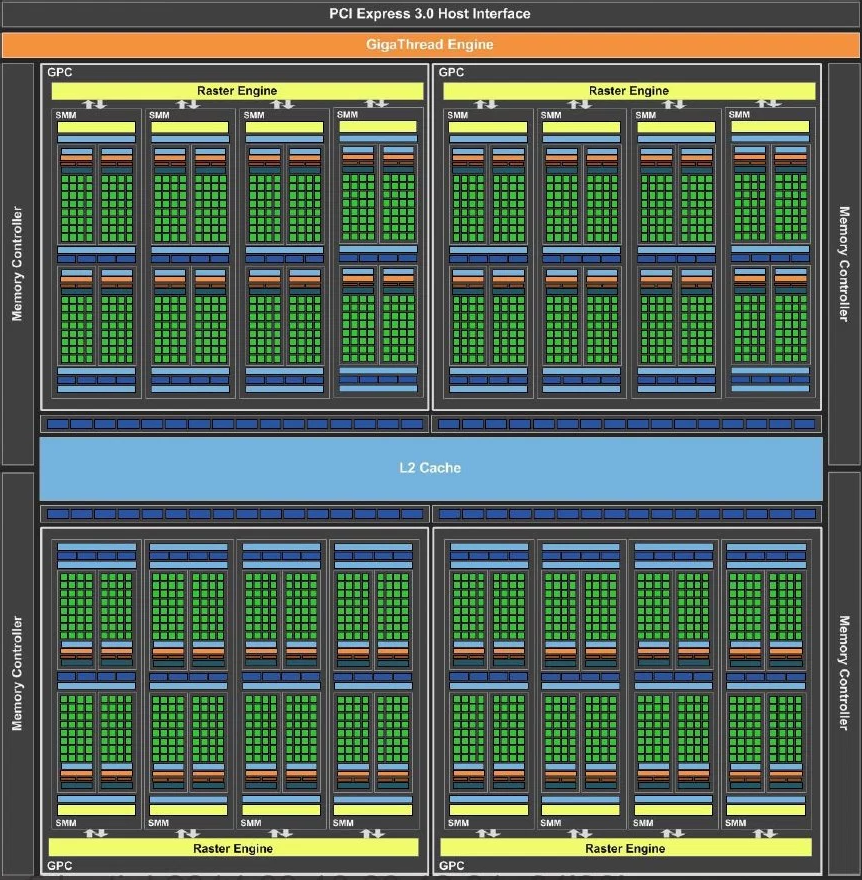 PCI Express 3.0 Host Interface
GigaThread Engine
GPC
Raster Engine
SMM
SMM
SMM
SMM
GPC
Raster Engine
SMM
SMM
SMM
SMM
Memory Controller
Memory Controller
L2 Cache
Memory Controller
Memory Controller
SMM
SMM
SMM
SMM
Raster Engine
GPC
SMM
SMM
SMM
SMM
Raster Engine
GPC